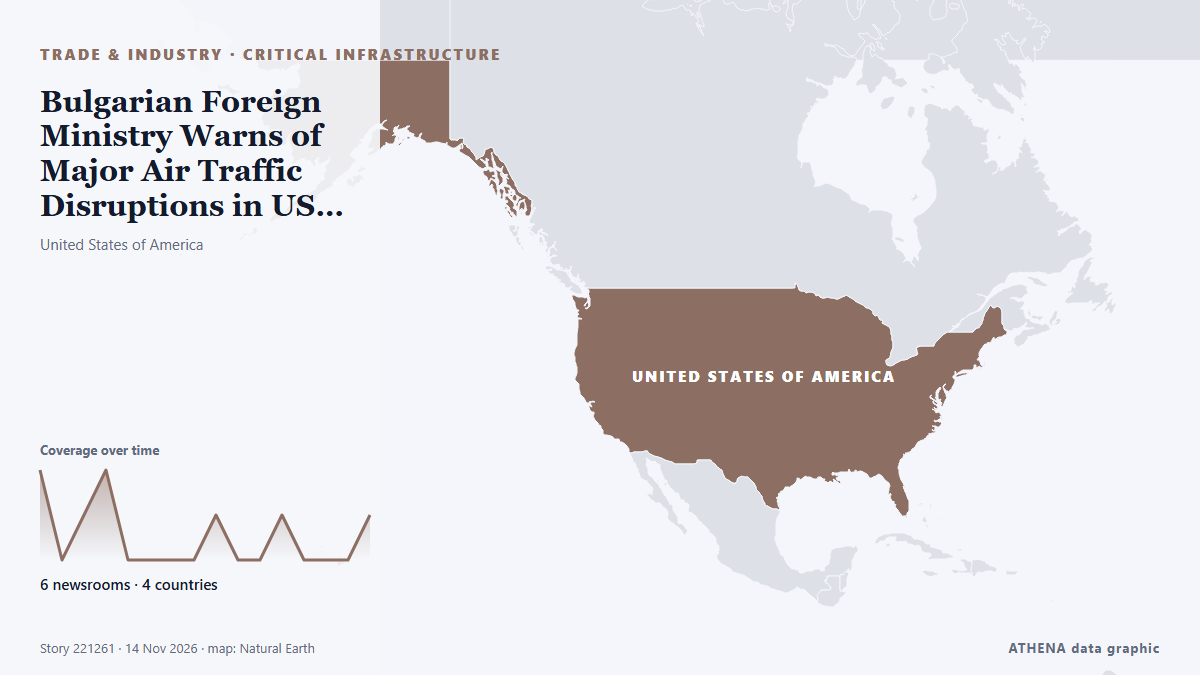 TRADE & INDUSTRY · CRITICAL INFRASTRUCTURE
Bulgarian Foreign
Ministry Warns of
Major Air Traffic
Disruptions in US...
United States of America
UNITED STATES OF AMERICA
Coverage over time
6 newsrooms · 4 countries
Story 221261 · 14 Nov 2026 · map: Natural Earth
ATHENA data graphic